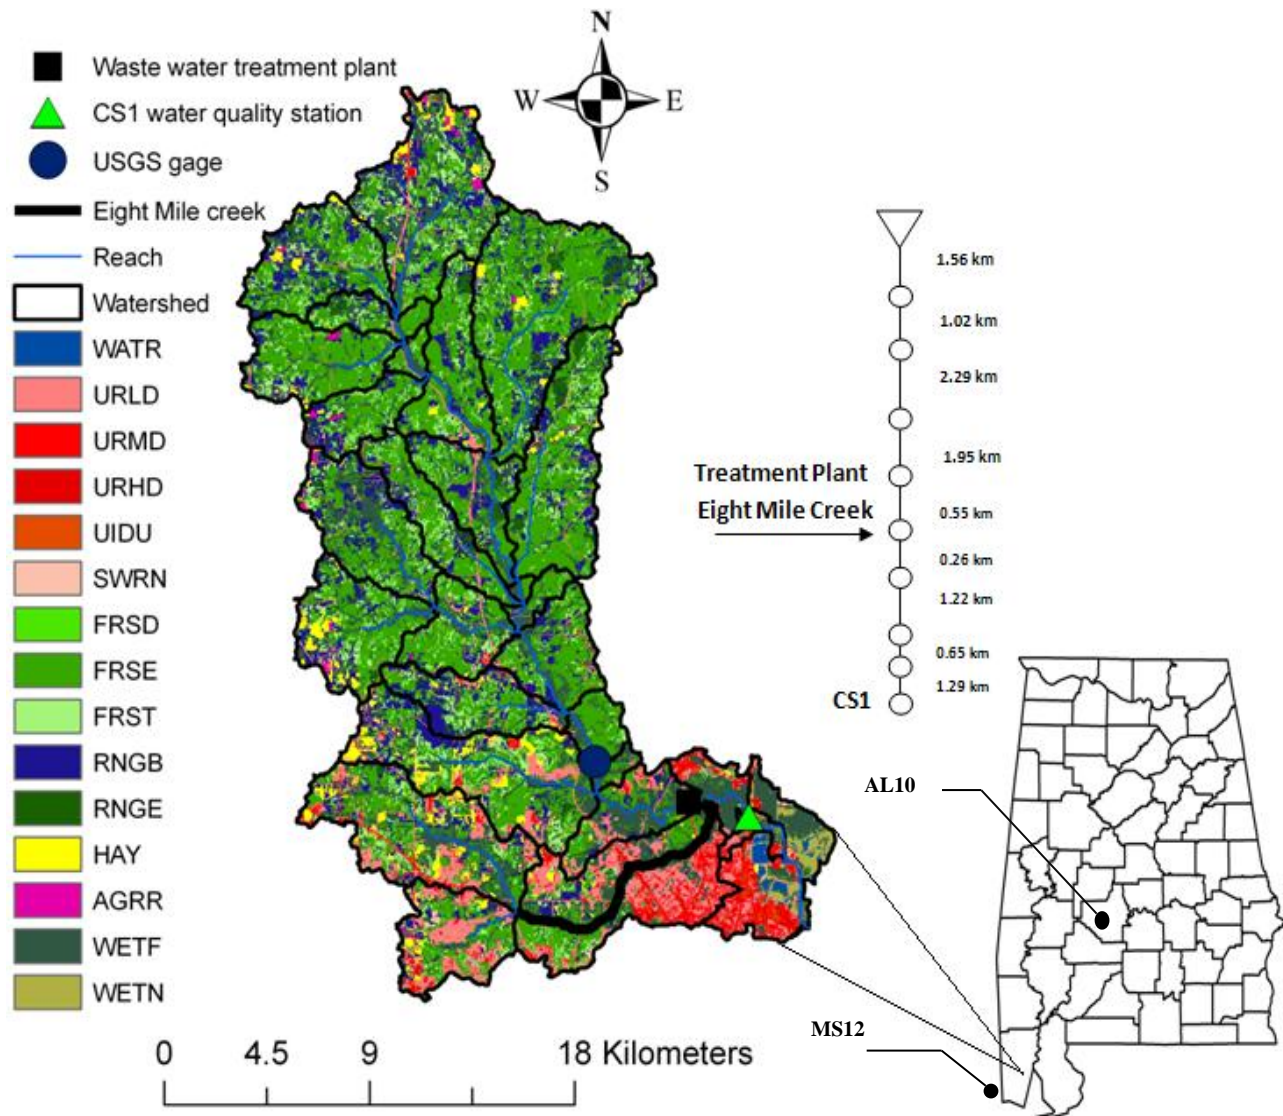 N
W
E
S
Waste water treatment plant
CS1 water quality station
USGS gage
Eight Mile creek
Reach
Watershed
WATR
URLD
URMD
URHD
UIDU
SWRN
FRSD
FRSE
FRST
RNGB
RNGE
HAY
AGRR
WETF
WETN
0 4.5 9 18 Kilometers
1.56 km
1.02 km
2.29 km
1.95 km
Treatment Plant
Eight Mile Creek
0.55 km
0.26 km
1.22 km
0.65 km
1.29 km
CS1
AL10
MS12